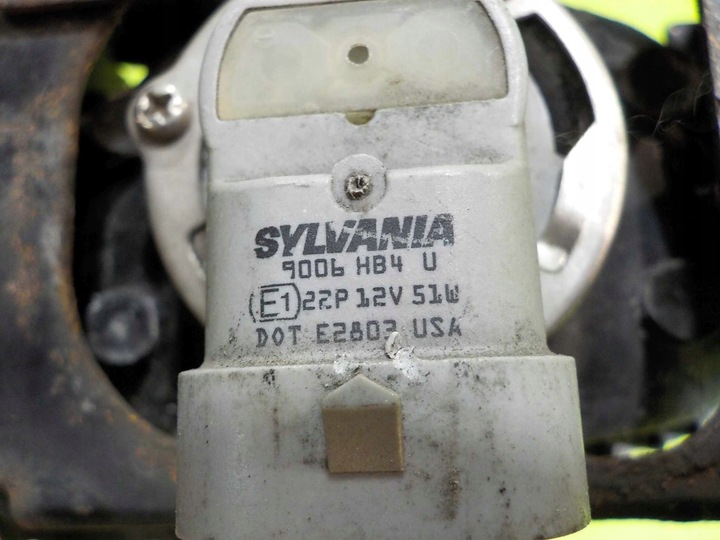 SYLVANIA
9006 HB4 U
E1 22P 12V 51W
DOT E2803 USA